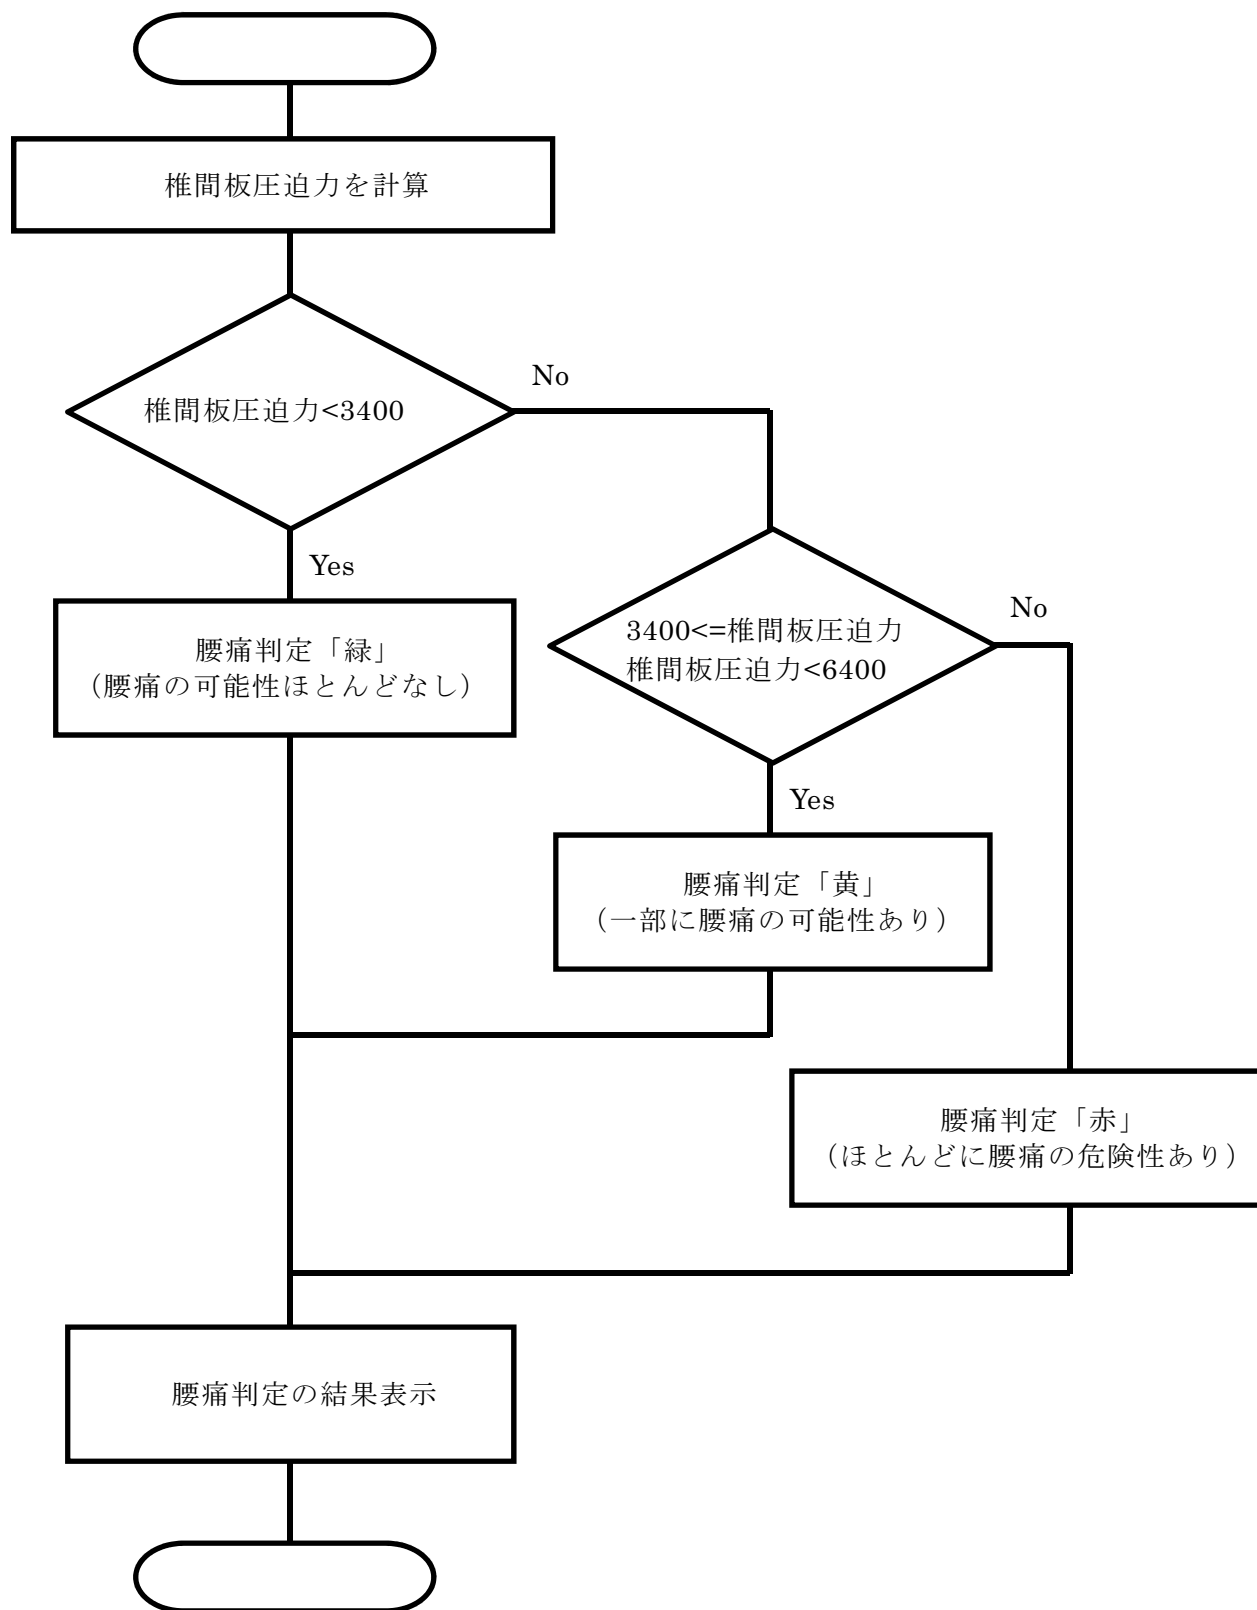 椎間板圧迫力を計算
No
椎間板圧迫力<3400
Yes
腰痛判定「緑」
（腰痛の可能性ほとんどなし）
No
3400<=椎間板圧迫力
椎間板圧迫力<6400
Yes
腰痛判定「黄」
（一部に腰痛の可能性あり）
腰痛判定「赤」
（ほとんどに腰痛の危険性あり）
腰痛判定の結果表示